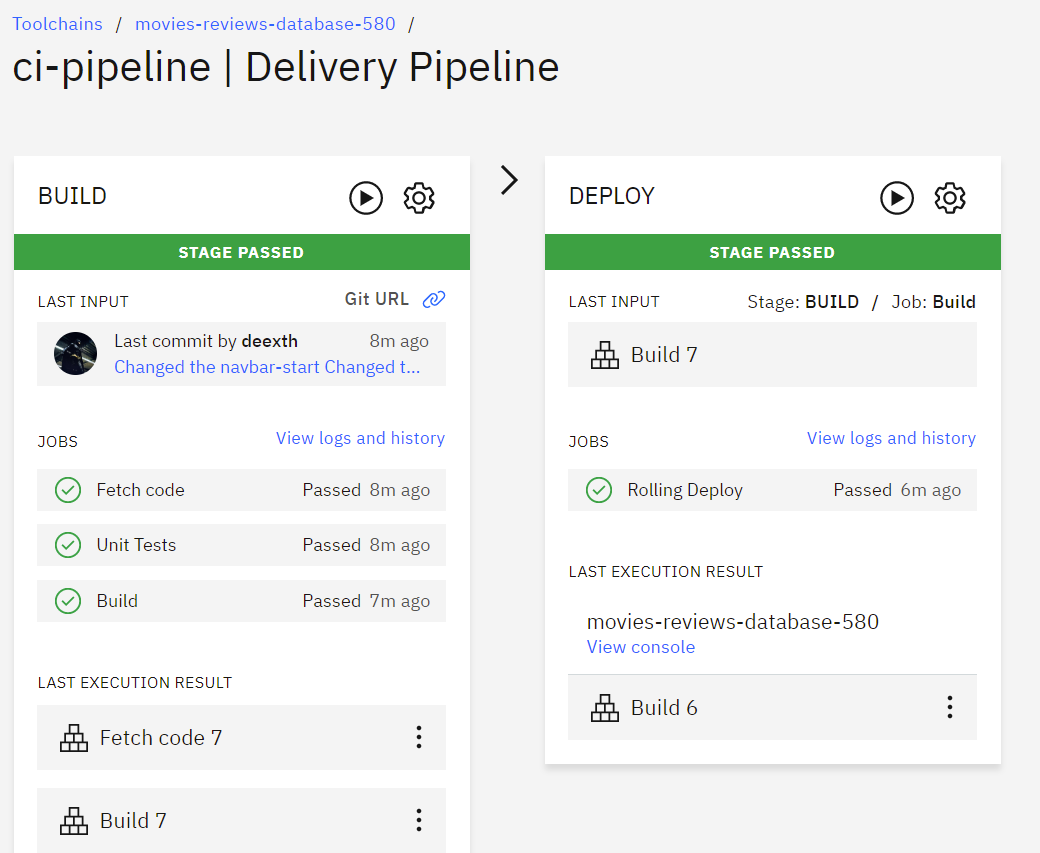 Toolchains / movies-reviews-database-580 /
ci-pipeline | Delivery Pipeline
BUILD
STAGE PASSED
LAST INPUT Git URL
Last commit by deexth 8m ago
Changed the navbar-start Changed t...
JOBS View logs and history
Fetch code Passed 8m ago
Unit Tests Passed 8m ago
Build Passed 7m ago
LAST EXECUTION RESULT
Fetch code 7
Build 7
DEPLOY
STAGE PASSED
LAST INPUT Stage: BUILD / Job: Build
Build 7
JOBS View logs and history
Rolling Deploy Passed 6m ago
LAST EXECUTION RESULT
movies-reviews-database-580
View console
Build 6